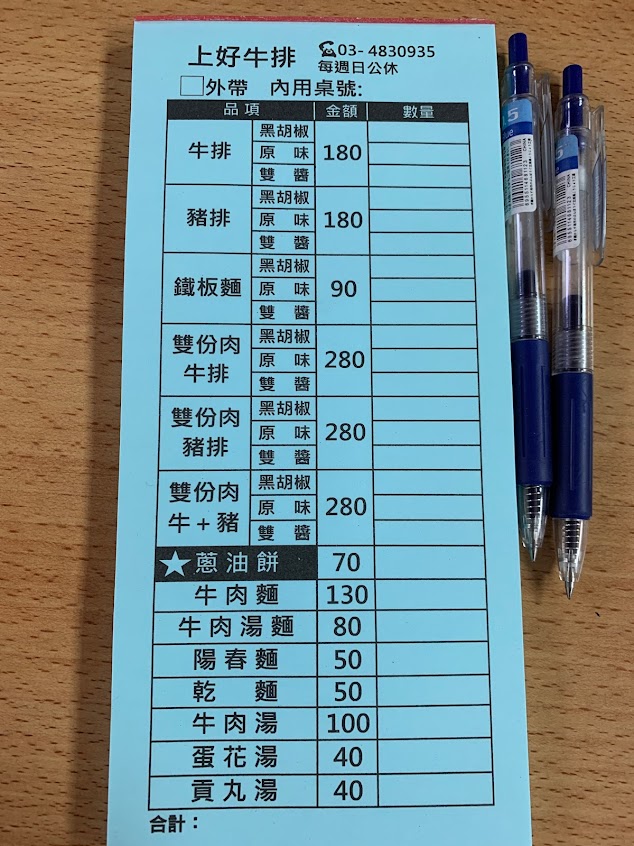 上好牛排 ☎03- 4830935
每週日公休
□外帶 內用桌號:
品項 金額 數量
牛排 黑胡椒 原味 雙醬 180
豬排 黑胡椒 原味 雙醬 180
鐵板麵 黑胡椒 原味 雙醬 90
雙份肉牛排 黑胡椒 原味 雙醬 280
雙份肉豬排 黑胡椒 原味 雙醬 280
雙份肉牛+豬 黑胡椒 原味 雙醬 280
★蔥油餅 70
牛肉麵 130
牛肉湯麵 80
陽春麵 50
乾麵 50
牛肉湯 100
蛋花湯 40
貢丸湯 40
合計：